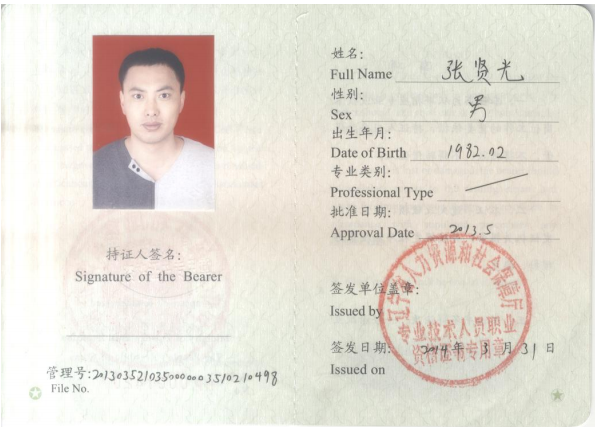 持证人签名:
Signature of the Bearer
管理号:2013035210350000003510210498
File No.
姓名:
Full Name 张贤光
性别:
Sex 男
出生年月:
Date of Birth 1982.02
专业类别:
Professional Type
批准日期:
Approval Date 2013.5
签发单位盖章:
Issued by
辽宁省人力资源和社会保障厅
专业技术人员职业
资格证书专用章
签发日期: 2014 年 3 月 31 日
Issued on